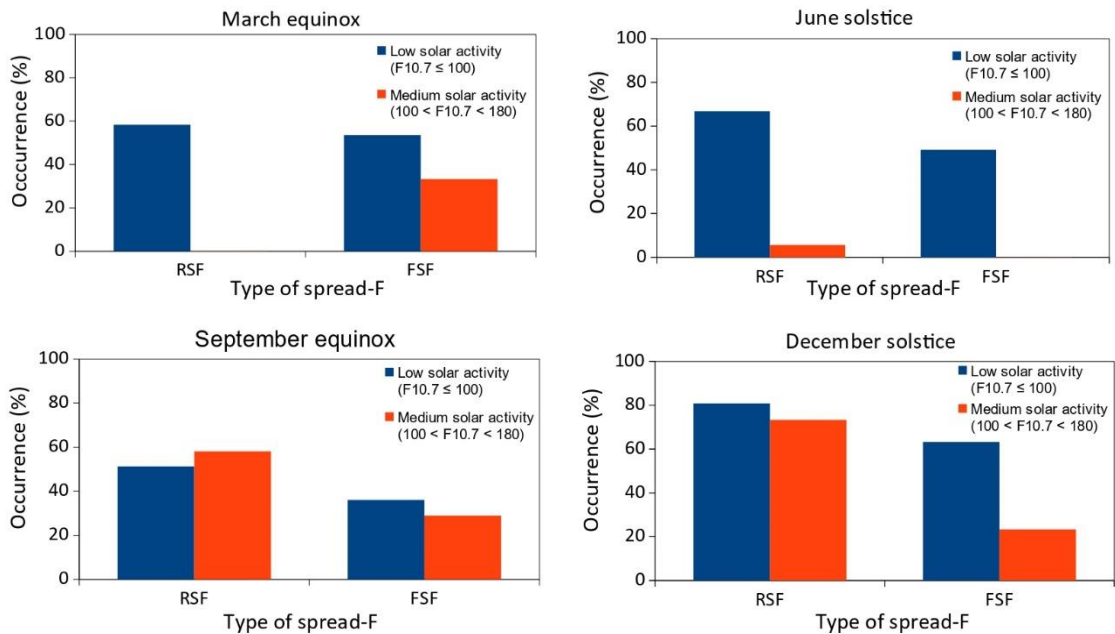 March equinox
Occcurrence (%)
100
80
60
40
20
0
Low solar activity
(F10.7 ≤ 100)
Medium solar activity
(100 < F10.7 < 180)
RSF
FSF
Type of spread-F
June solstice
Occurrence (%)
100
80
60
40
20
0
Low solar activity
(F10.7 ≤ 100)
Medium solar activity
(100 < F10.7 < 180)
RSF
FSF
Type of spread-F
September equinox
Occurrence (%)
100
80
60
40
20
0
Low solar activity
(F10.7 ≤ 100)
Medium solar activity
(100 < F10.7 < 180)
RSF
FSF
Type of spread-F
December solstice
Occurrence (%)
100
80
60
40
20
0
Low solar activity
(F10.7 ≤ 100)
Medium solar activity
(100 < F10.7 < 180)
RSF
FSF
Type of spread-F